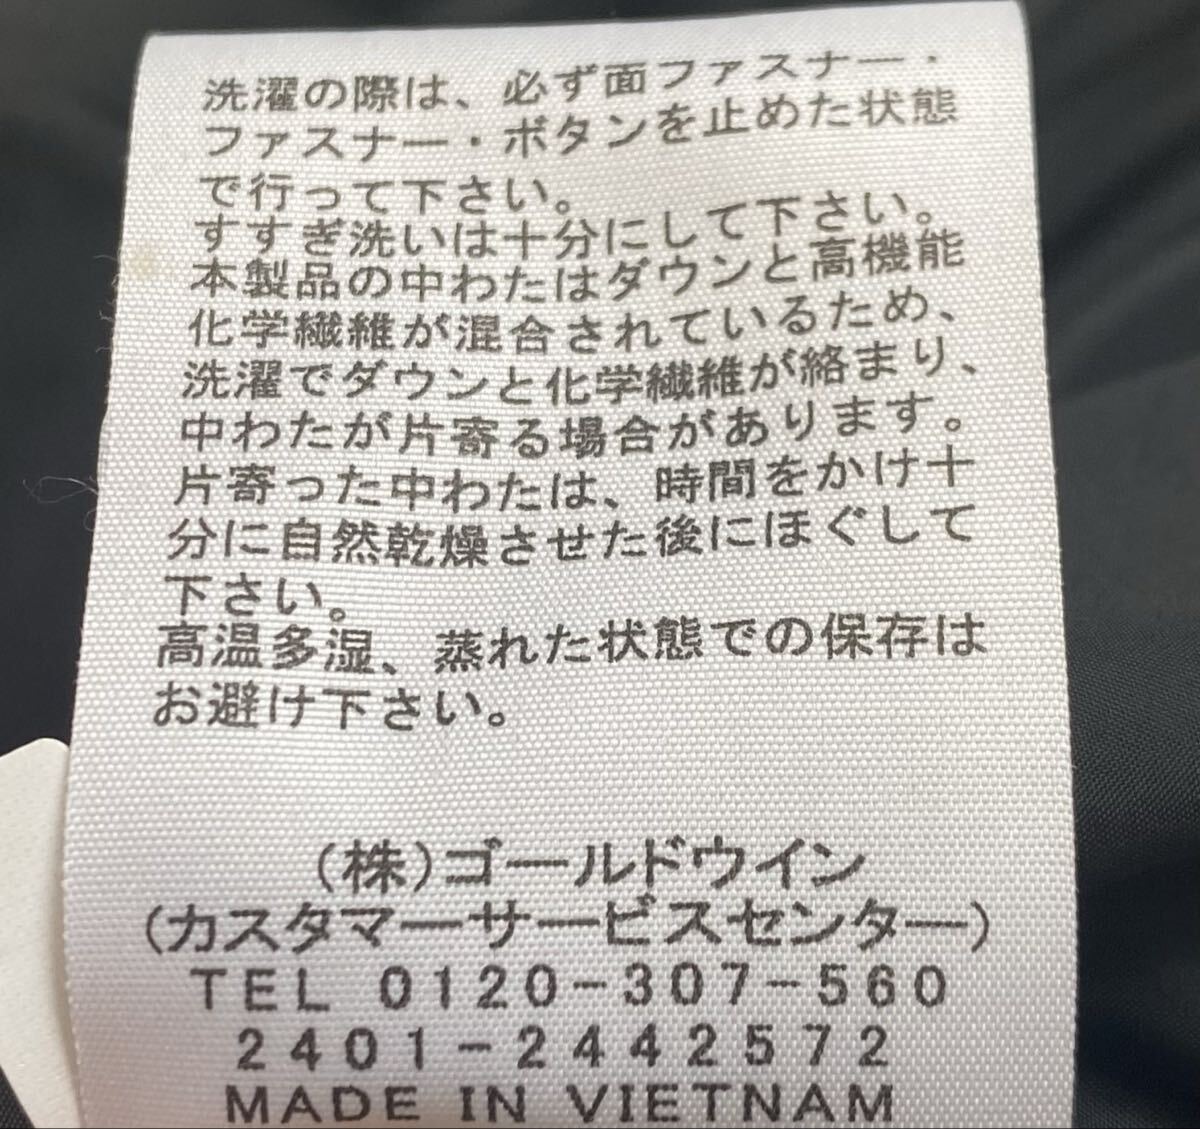 洗濯の際は、必ず面ファスナー・
ファスナー・ボタンを止めた状態
で行って下さい。
すすぎ洗いは十分にして下さい。
本製品の中わたはダウンと高機能
化学繊維が混合されているため、
洗濯でダウンと化学繊維が絡まり、
中わたが片寄る場合があります。
片寄った中わたは、時間をかけ十
分に自然乾燥させた後にほぐして
下さい。
高温多湿、蒸れた状態での保存は
お避け下さい。
(株)ゴールドウイン
(カスタマーサービスセンター)
TEL 0120-307-560
2401-2442572
MADE IN VIETNAM